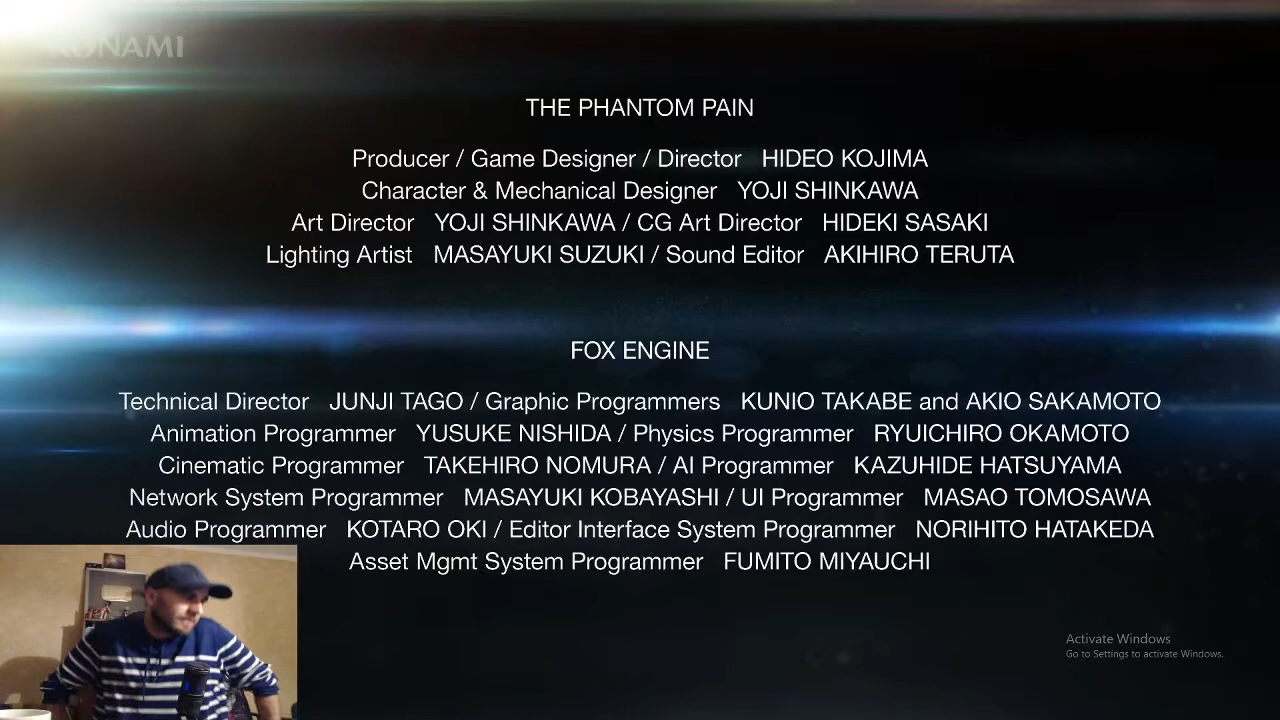 KONAMI
THE PHANTOM PAIN
Producer / Game Designer / Director HIDEO KOJIMA
Character & Mechanical Designer YOJI SHINKAWA
Art Director YOJI SHINKAWA / CG Art Director HIDEKI SASAKI
Lighting Artist MASAYUKI SUZUKI / Sound Editor AKIHIRO TERUTA
FOX ENGINE
Technical Director JUNJI TAGO / Graphic Programmers KUNIO TAKABE and AKIO SAKAMOTO
Animation Programmer YUSUKE NISHIDA / Physics Programmer RYUICHIRO OKAMOTO
Cinematic Programmer TAKEHIRO NOMURA / AI Programmer KAZUHIDE HATSUYAMA
Network System Programmer MASAYUKI KOBAYASHI / UI Programmer MASAO TOMOSAWA
Audio Programmer KOTARO OKI / Editor Interface System Programmer NORIHITO HATAKEDA
Asset Mgmt System Programmer FUMITO MIYAUCHI
Activate Windows
Go to Settings to activate Windows.